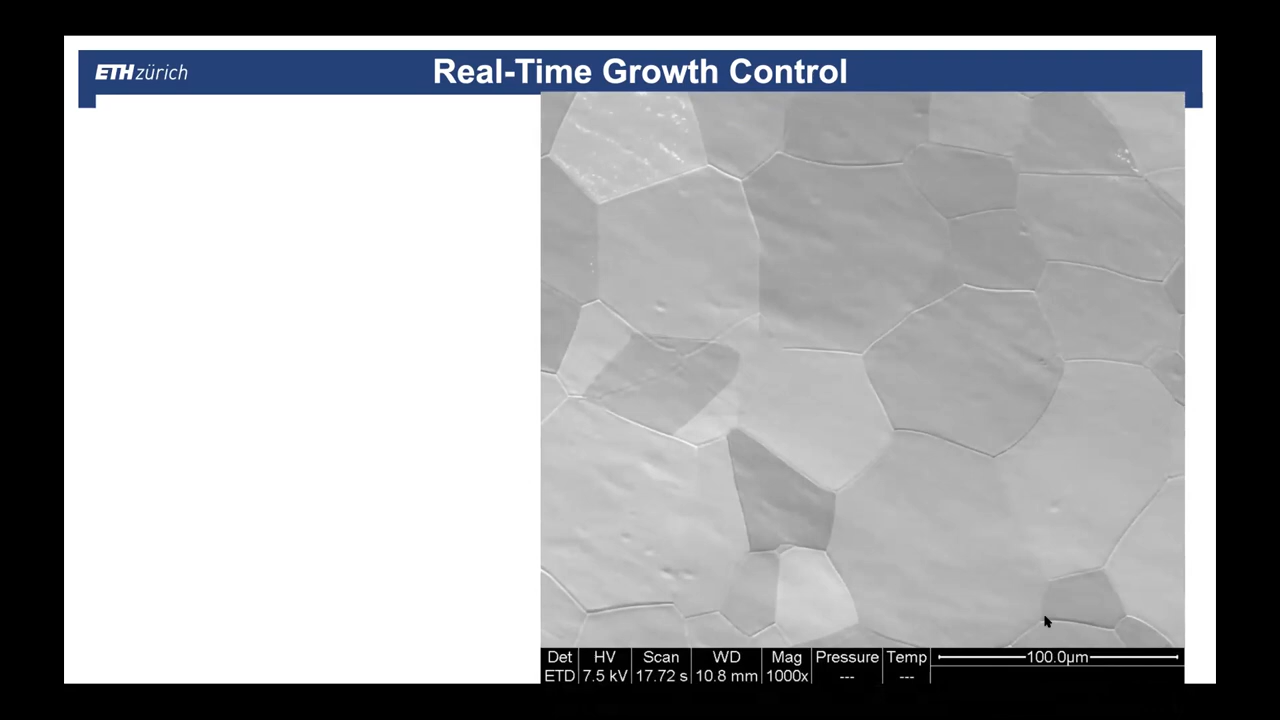 ETH zürich
Real-Time Growth Control
Det HV Scan WD Mag Pressure Temp
ETD 7.5 kV 17.72 s 10.8 mm 1000x --- ---
100.0µm